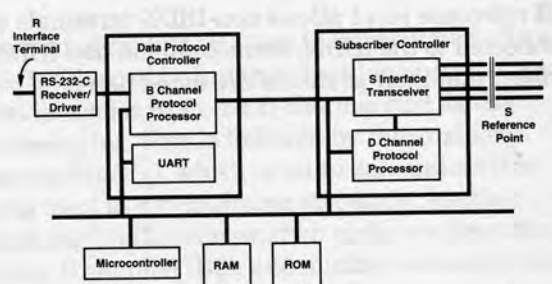 R
Interface
Terminal
Data Protocol
Controller
Subscriber Controller
RS-232-C
Receiver/
Driver
B Channel
Protocol
Processor
UART
S Interface
Transceiver
D Channel
Protocol
Processor
S
Reference
Point
Microcontroller
RAM
ROM